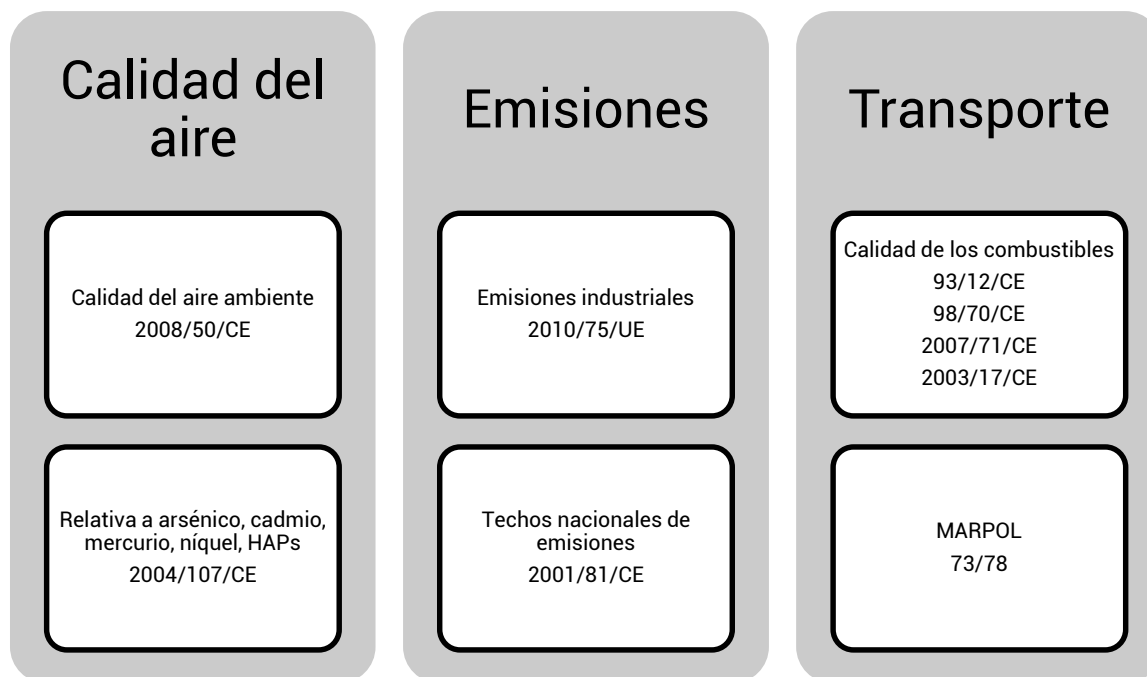 Calidad del
aire
Calidad del aire ambiente
2008/50/CE
Relativa a arsénico, cadmio,
mercurio, níquel, HAPs
2004/107/CE
Emisiones
Emisiones industriales
2010/75/UE
Techos nacionales de
emisiones
2001/81/CE
Transporte
Calidad de los combustibles
93/12/CE
98/70/CE
2007/71/CE
2003/17/CE
MARPOL
73/78